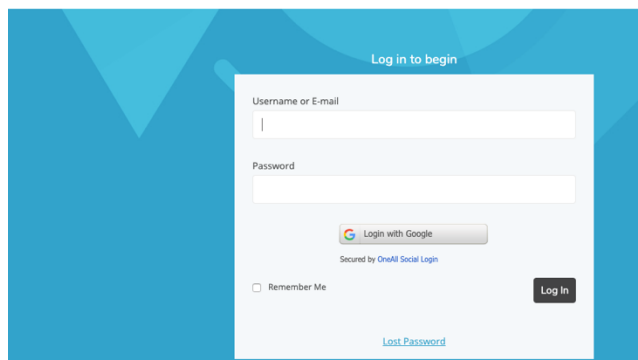 Log in to begin
Username or E-mail
Password
Login with Google
Secured by OneAll Social Login
Remember Me
Log In
Lost Password